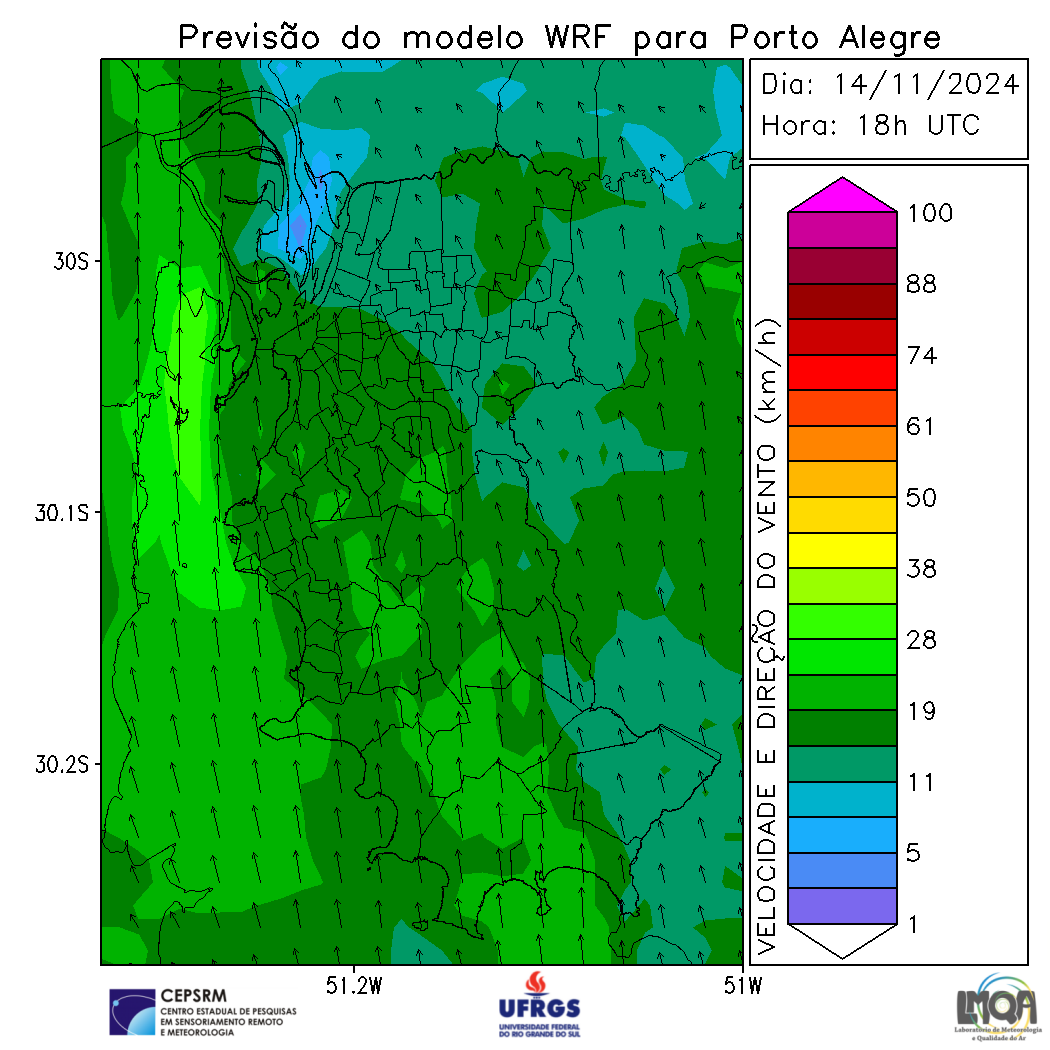 Previsão do modelo WRF para Porto Alegre
Dia: 14/11/2024
Hora: 18h UTC
30S
30.1S
30.2S
51.2W
51W
VELOCIDADE E DIREÇÃO DO VENTO (km/h)
100
88
74
61
50
38
28
19
11
5
1
CEPSRM
CENTRO ESTADUAL DE PESQUISAS
EM SENSORIAMENTO REMOTO
E METEOROLOGIA
UFRGS
UNIVERSIDADE FEDERAL
DO RIO GRANDE DO SUL
LMQA
Laboratório de Meteorologia
e Qualidade do Ar